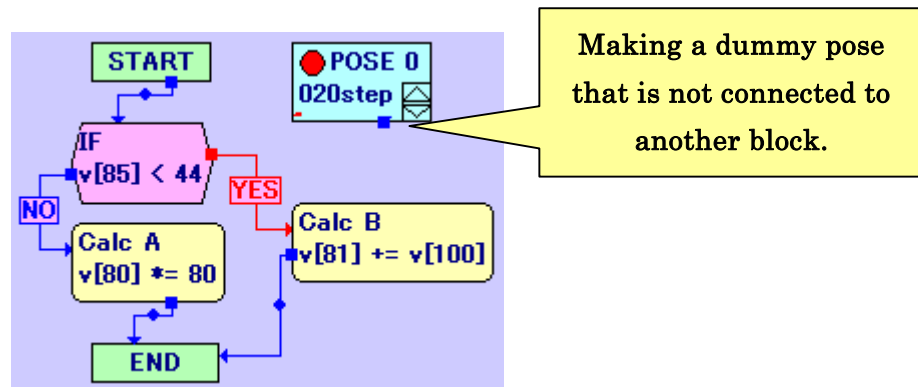 START
POSE 0
020step
Making a dummy pose
that is not connected to
another block.
IF
v[85] < 44
YES
NO
Calc A
v[80] *= 80
Calc B
v[81] += v[100]
END